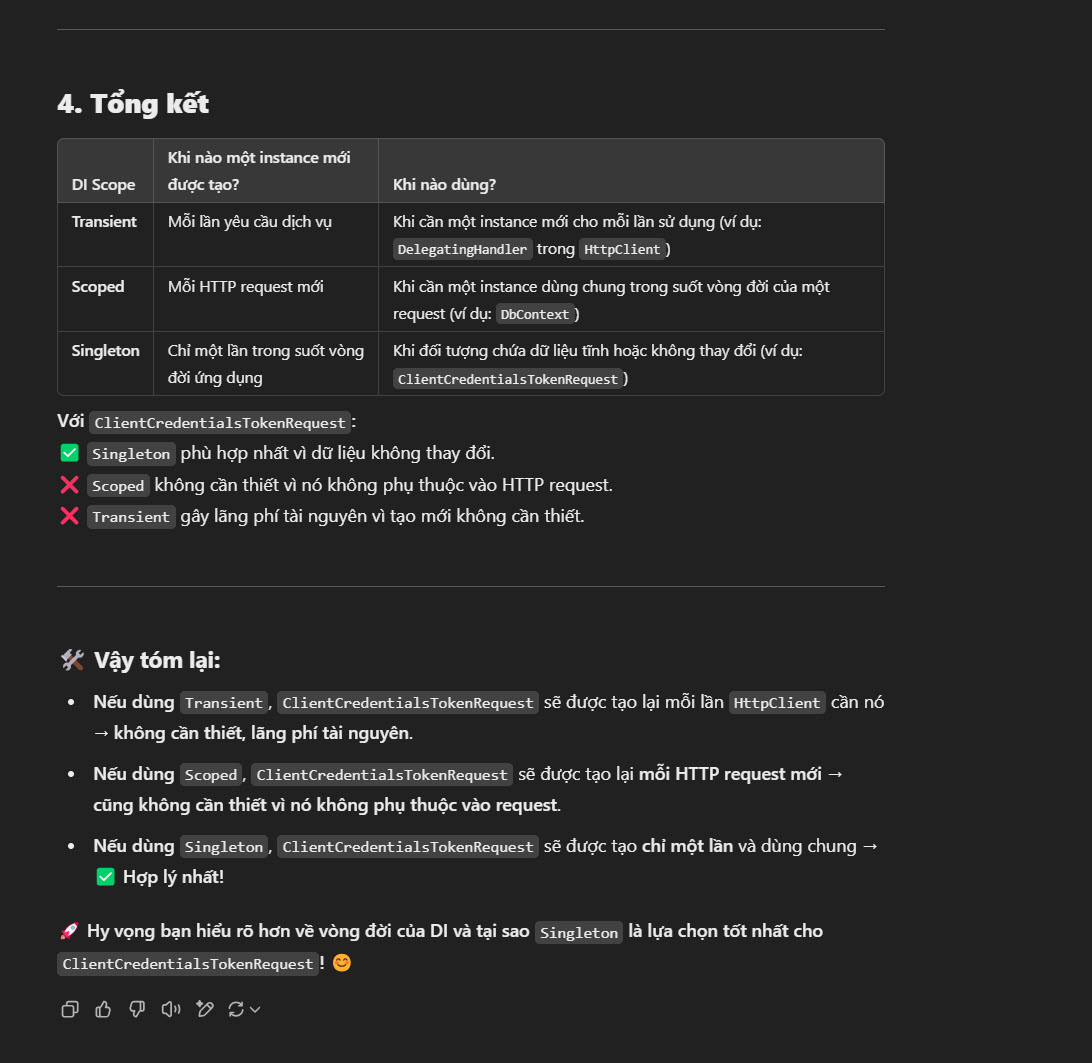 4. Tổng kết
DI Scope
Khi nào một instance mới
được tạo?
Khi nào dùng?
Transient
Mỗi lần yêu cầu dịch vụ
Khi cần một instance mới cho mỗi lần sử dụng (ví dụ:
DelegatingHandler trong HttpClient)
Scoped
Mỗi HTTP request mới
Khi cần một instance dùng chung trong suốt vòng đời của một
request (ví dụ: DbContext)
Singleton
Chỉ một lần trong suốt vòng
đời ứng dụng
Khi đối tượng chứa dữ liệu tĩnh hoặc không thay đổi (ví dụ:
ClientCredentialsTokenRequest)
Với ClientCredentialsTokenRequest:
✅ Singleton phù hợp nhất vì dữ liệu không thay đổi.
❌ Scoped không cần thiết vì nó không phụ thuộc vào HTTP request.
❌ Transient gây lãng phí tài nguyên vì tạo mới không cần thiết.
🛠 Vậy tóm lại:
• Nếu dùng Transient, ClientCredentialsTokenRequest sẽ được tạo lại mỗi lần HttpClient cần nó
→ không cần thiết, lãng phí tài nguyên.
• Nếu dùng Scoped, ClientCredentialsTokenRequest sẽ được tạo lại mỗi HTTP request mới →
cũng không cần thiết vì nó không phụ thuộc vào request.
• Nếu dùng Singleton, ClientCredentialsTokenRequest sẽ được tạo chỉ một lần và dùng chung →
✅ Hợp lý nhất!
🚀 Hy vọng bạn hiểu rõ hơn về vòng đời của DI và tại sao Singleton là lựa chọn tốt nhất cho
ClientCredentialsTokenRequest! 😊